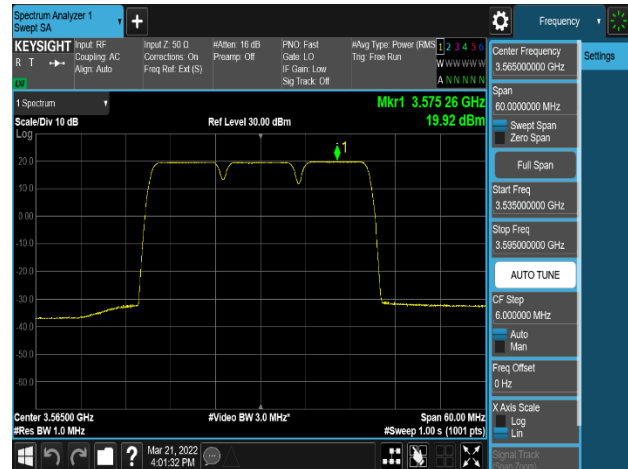 Spectrum Analyzer 1
Swept SA
+
Frequency
KEYSIGHT
R T
LXI
Input: RF
Coupling: AC
Align: Auto
Input Z: 50 Ω
Corrections: On
Freq Ref: Ext (S)
#Atten: 16 dB
Preamp: Off
PNO: Fast
Gate: LO
IF Gain: Low
Sig Track: Off
#Avg Type: Power (RMS
Trig: Free Run
1 2 3 4 5 6
W W W W W W
A N N N N N
Center Frequency
3.565000000 GHz
Settings
Span
60.0000000 MHz
Swept Span
Zero Span
Full Span
Start Freq
3.535000000 GHz
Stop Freq
3.595000000 GHz
AUTO TUNE
CF Step
6.000000 MHz
Auto
Man
Freq Offset
0 Hz
X Axis Scale
Log
Lin
Signal Track
(Span Zoom)
1 Spectrum
Scale/Div 10 dB
Log
Ref Level 30.00 dBm
Mkr1 3.575 26 GHz
19.92 dBm
1
20.0
10.0
0.00
-10.0
-20.0
-30.0
-40.0
-50.0
-60.0
Center 3.56500 GHz
#Res BW 1.0 MHz
#Video BW 3.0 MHz*
Span 60.00 MHz
#Sweep 1.00 s (1001 pts)
?
Mar 21, 2022
4:01:32 PM